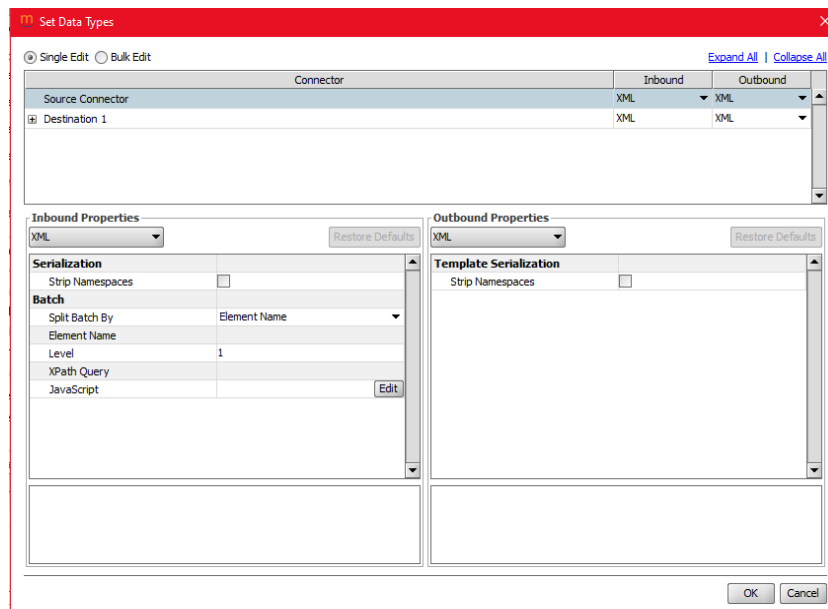 m Set Data Types
Single Edit Bulk Edit Expand All | Collapse All
Connector Inbound Outbound
Source Connector XML XML
Destination 1 XML XML
Inbound Properties Outbound Properties
XML Restore Defaults XML Restore Defaults
Serialization Template Serialization
Strip Namespaces Strip Namespaces
Batch
Split Batch By Element Name
Element Name
Level 1
XPath Query
JavaScript Edit
OK Cancel